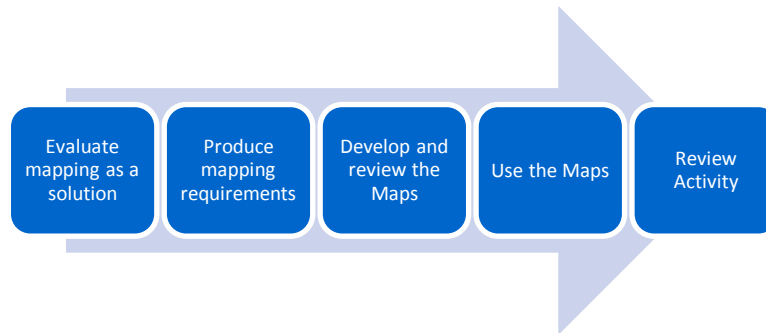 Evaluate
mapping as a
solution
Produce
mapping
requirements
Develop and
review the
Maps
Use the Maps
Review
Activity